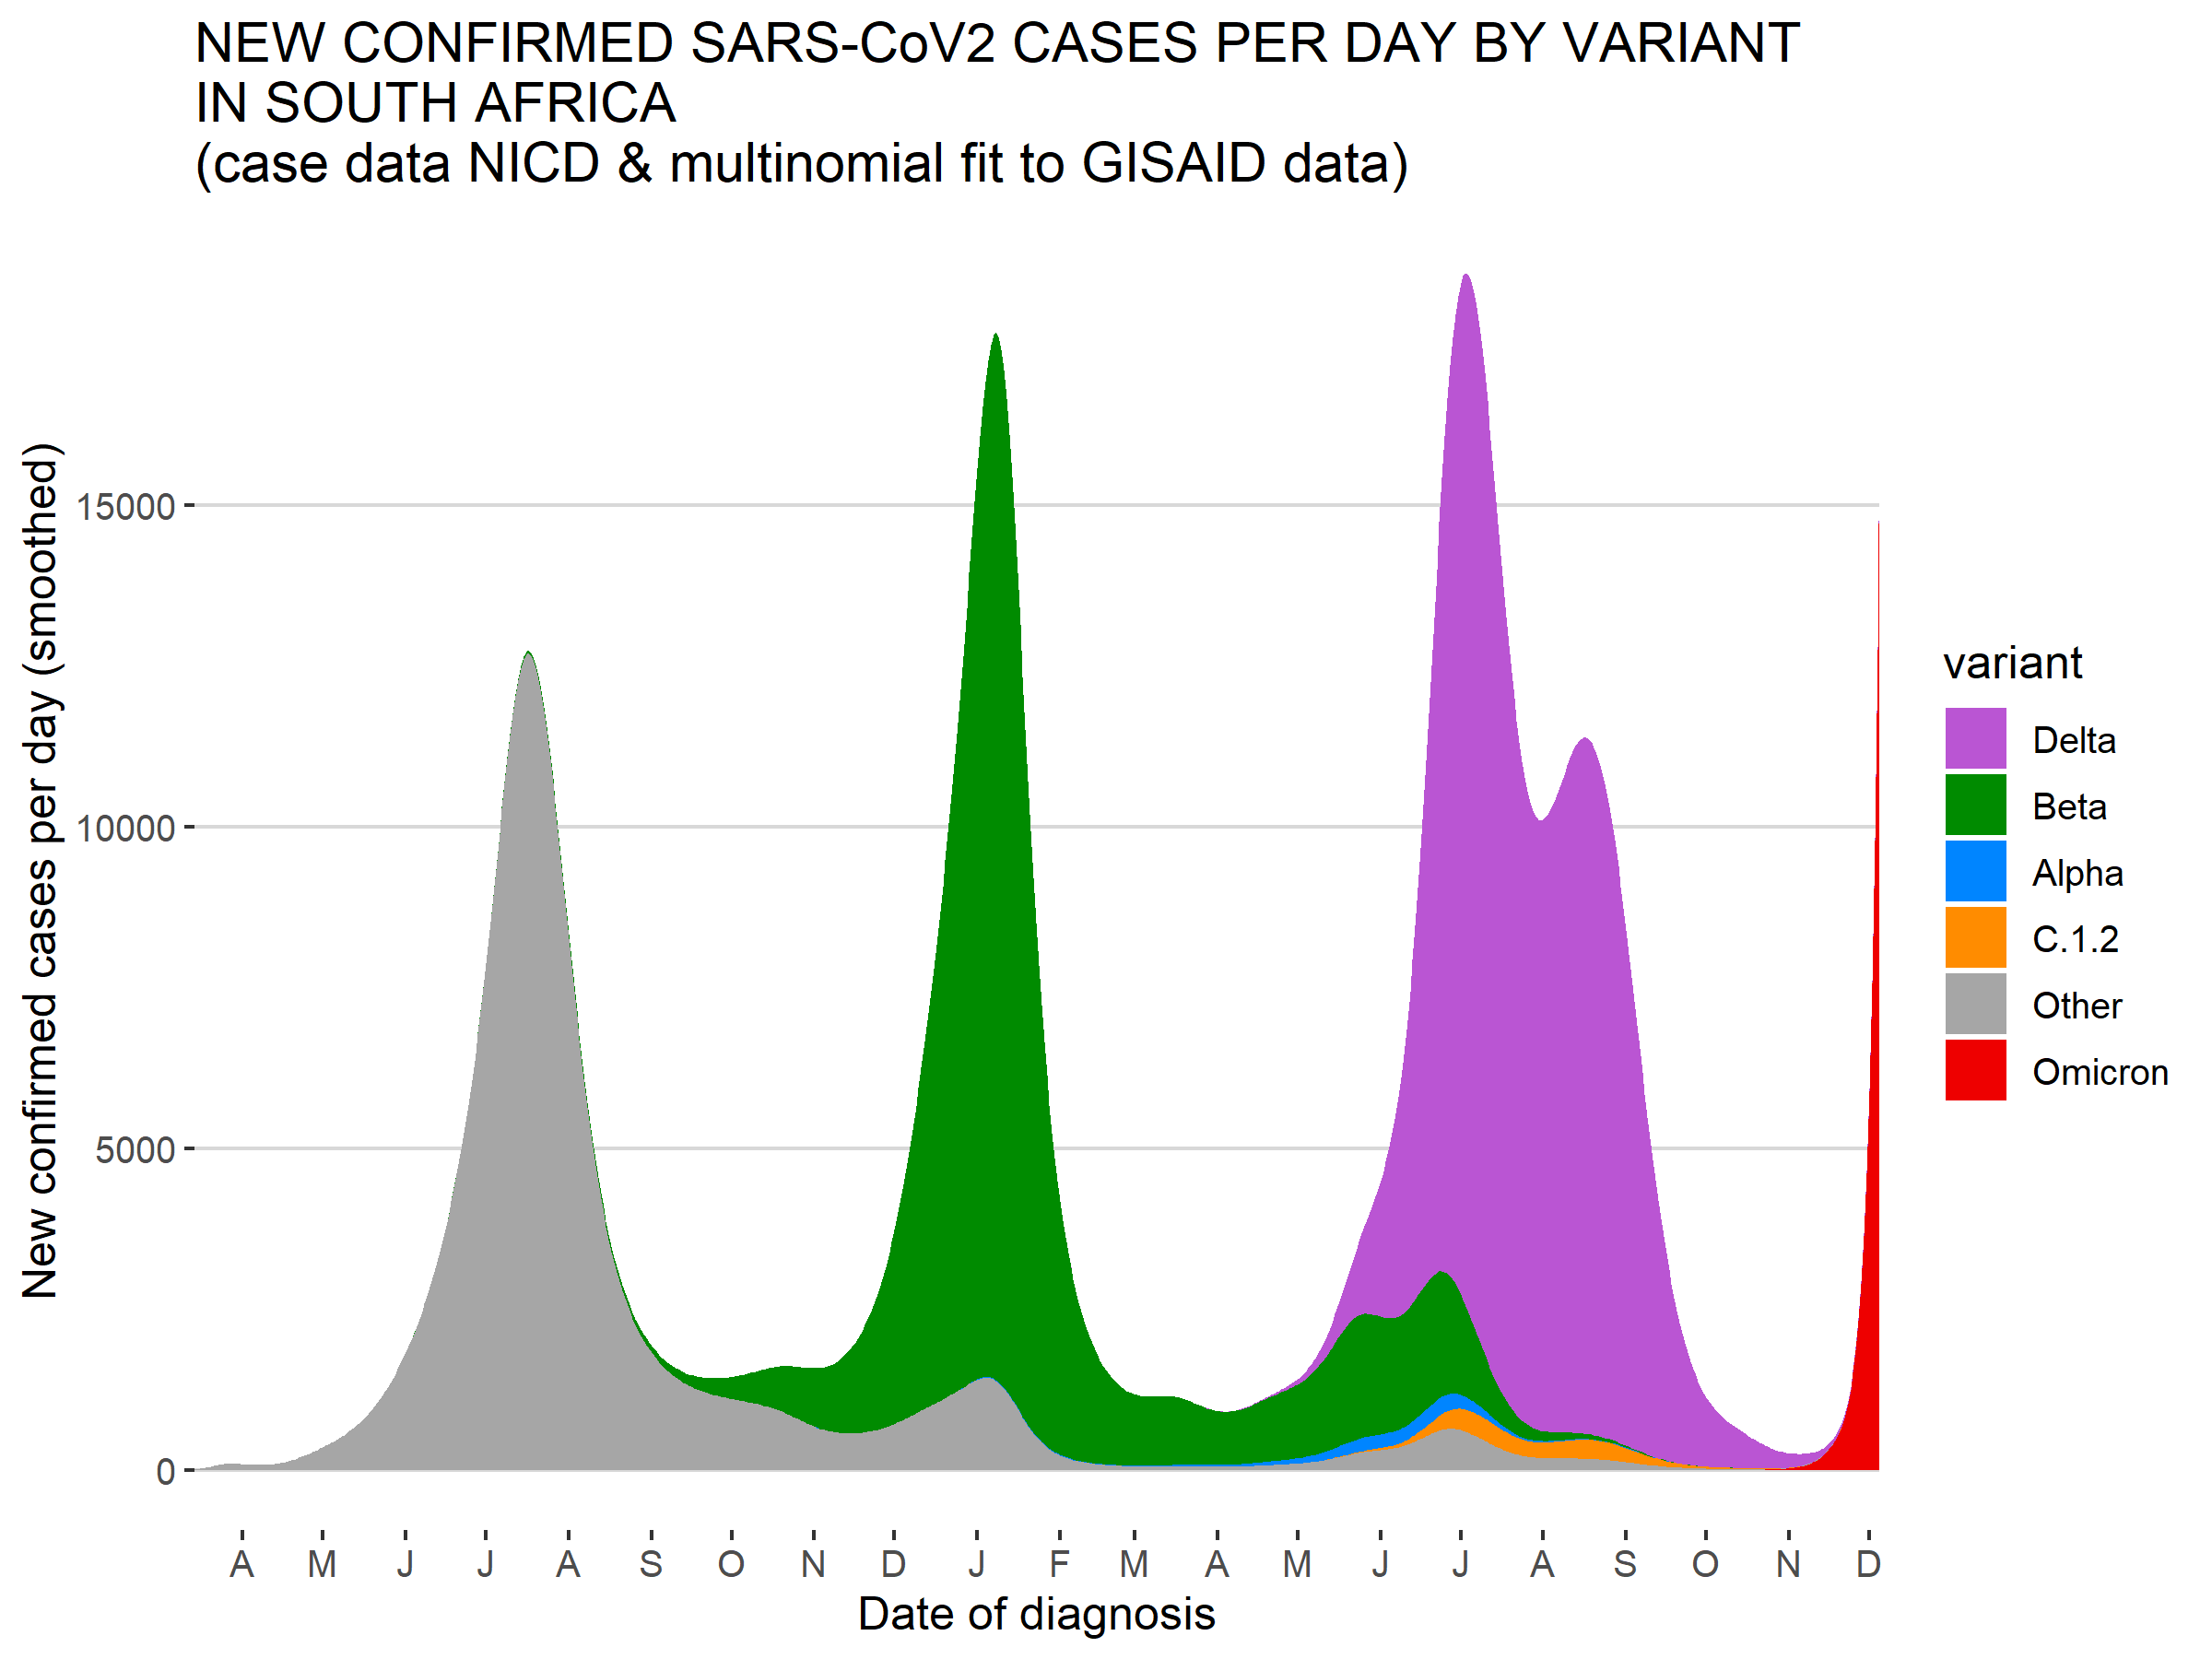 NEW CONFIRMED SARS-CoV2 CASES PER DAY BY VARIANT
IN SOUTH AFRICA
(case data NICD & multinomial fit to GISAID data)
New confirmed cases per day (smoothed)
15000
10000
5000
0
A M J J A S O N D J F M A M J J A S O N D
Date of diagnosis
variant
Delta
Beta
Alpha
C.1.2
Other
Omicron